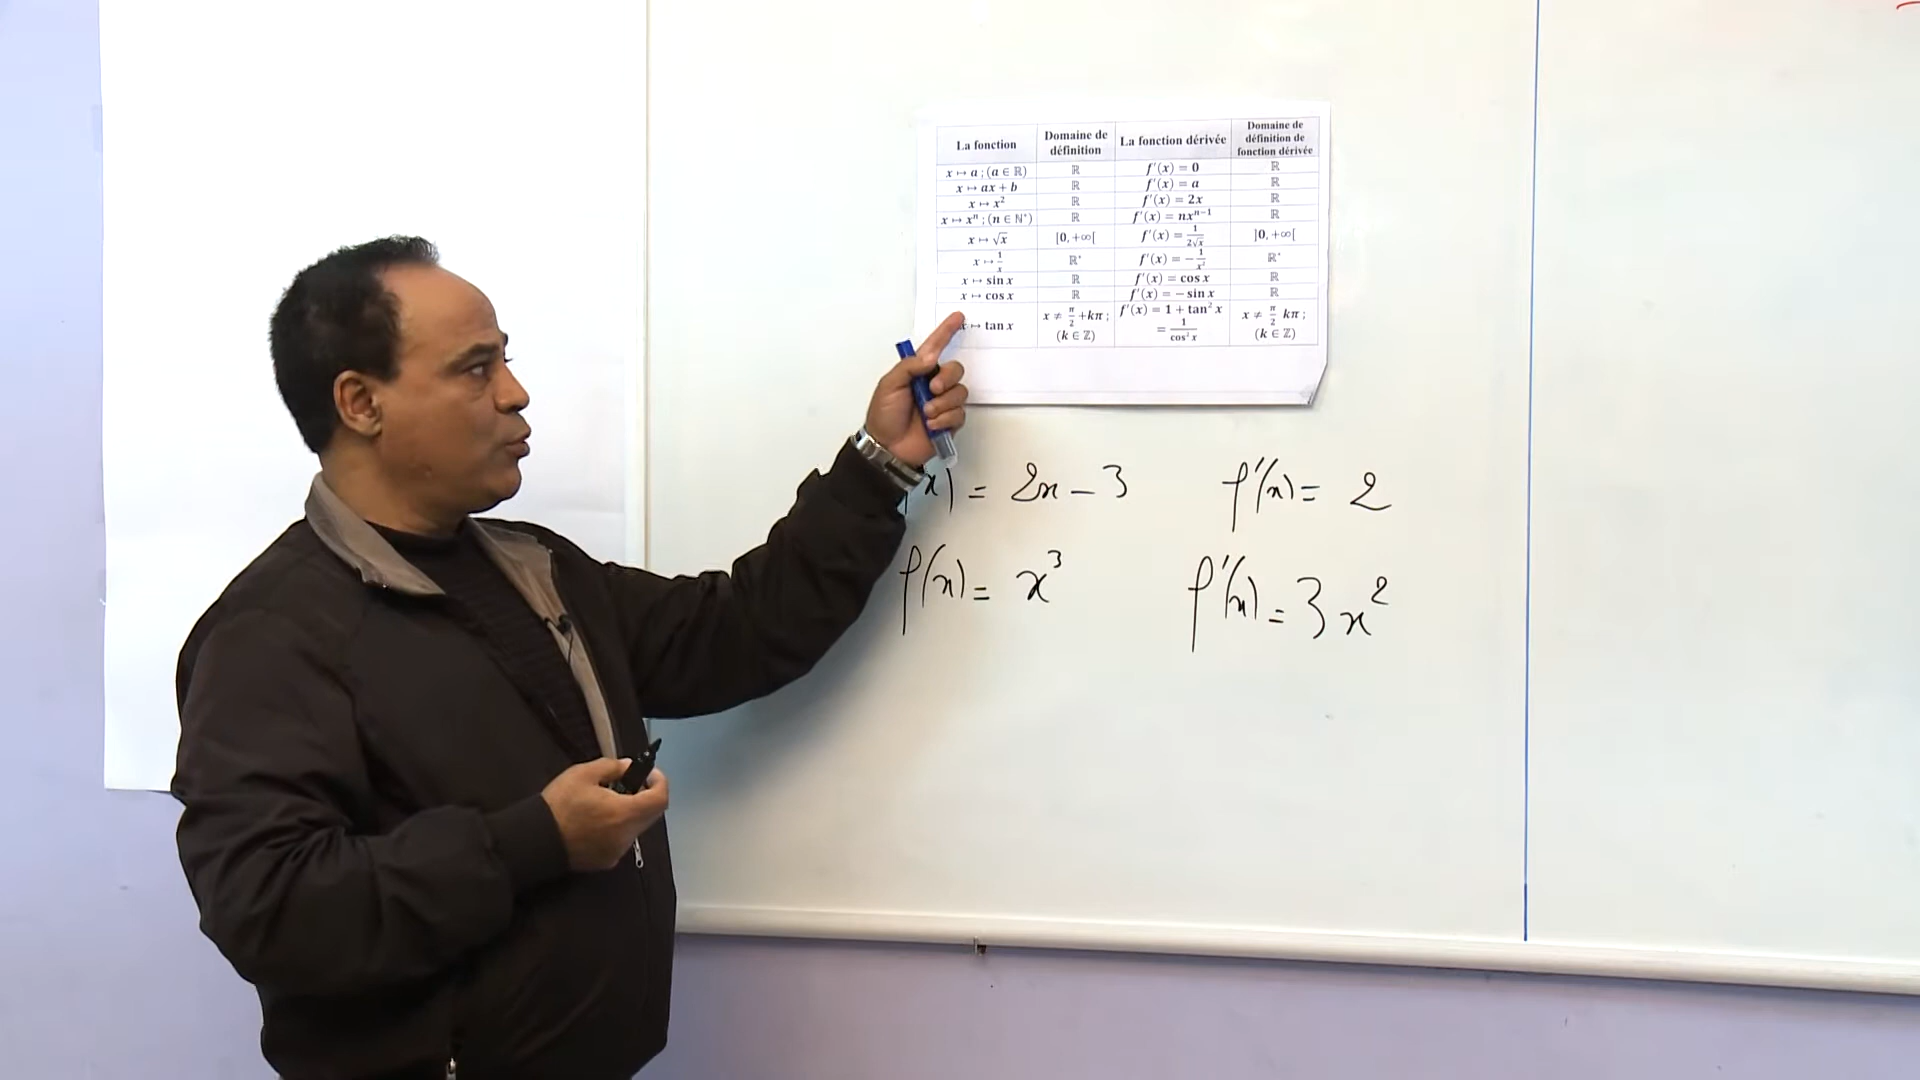 La fonction | Domaine de définition | La fonction dérivée | Domaine de définition de fonction dérivée
x ↦ a ; (a ∈ ℝ) | ℝ | f'(x) = 0 | ℝ
x ↦ ax + b | ℝ | f'(x) = a | ℝ
x ↦ x² | ℝ | f'(x) = 2x | ℝ
x ↦ xⁿ ; (n ∈ ℕ*) | ℝ | f'(x) = nxⁿ⁻¹ | ℝ
x ↦ √x | [0, +∞[ | f'(x) = 1/(2√x) | ]0, +∞[
x ↦ 1/x | ℝ* | f'(x) = −1/x² | ℝ*
x ↦ sin x | ℝ | f'(x) = cos x | ℝ
x ↦ cos x | ℝ | f'(x) = − sin x | ℝ
x ↦ tan x | x ≠ π/2 +kπ ; (k ∈ ℤ) | f'(x) = 1 + tan² x = 1/cos² x | x ≠ π/2 kπ ; (k ∈ ℤ)
(x) = 2x − 3 f'(x) = 2
f(x) = x³ f'(x) = 3x²